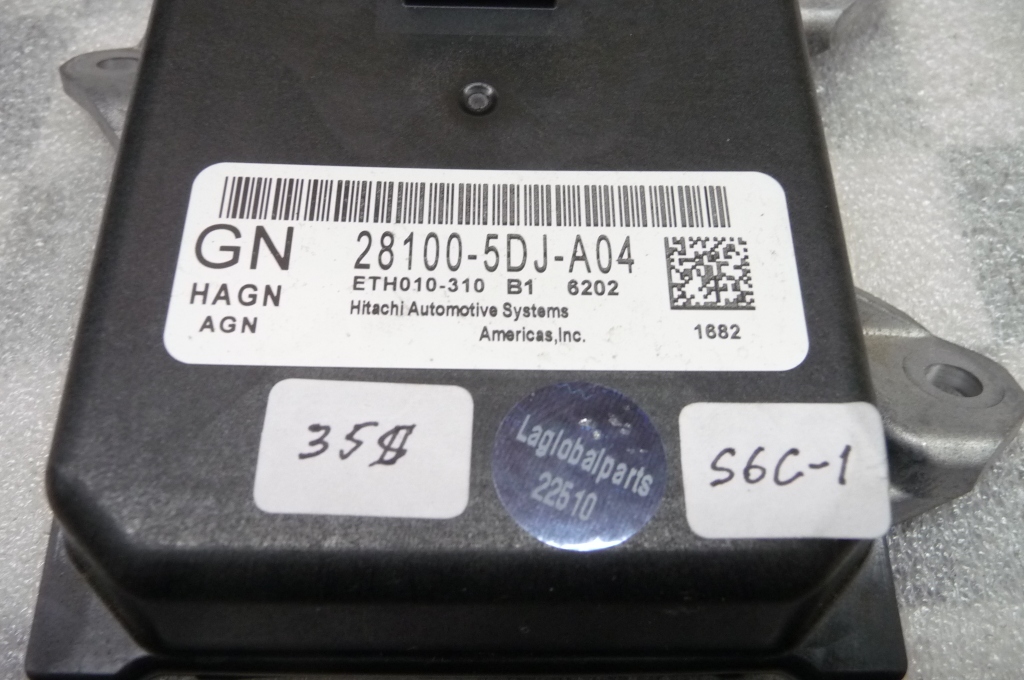 GN
HAGN
AGN
28100-5DJ-A04
ETH010-310 B1 6202
Hitachi Automotive Systems
Americas,Inc.
1682
35$
Laglobalparts
22510
S6C-1